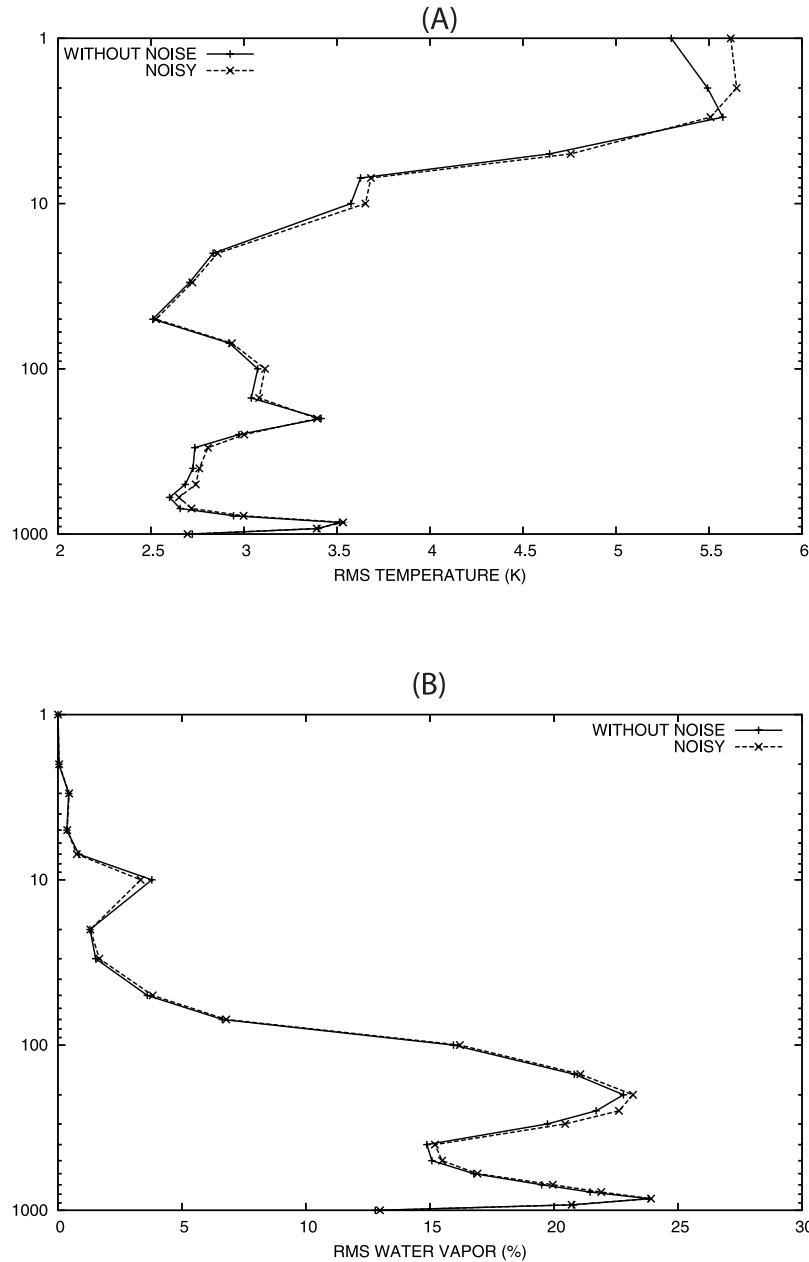 (A)
1
WITHOUT NOISE
NOISY
10
100
1000
2 2.5 3 3.5 4 4.5 5 5.5 6
RMS TEMPERATURE (K)
(B)
1
WITHOUT NOISE
NOISY
10
100
1000
0 5 10 15 20 25 30
RMS WATER VAPOR (%)